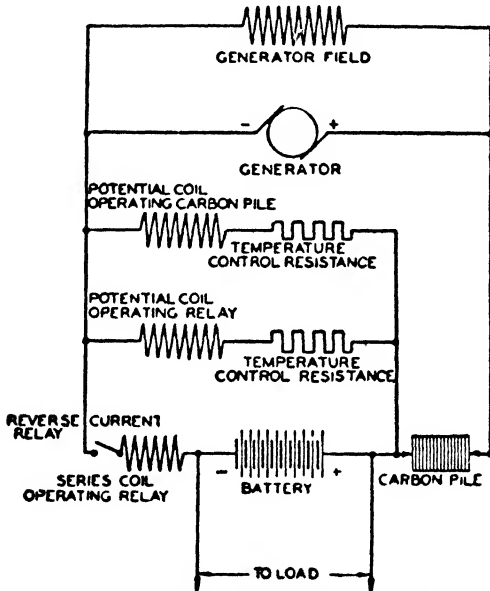 GENERATOR FIELD
- +
GENERATOR
POTENTIAL COIL
OPERATING CARBON PILE
TEMPERATURE
CONTROL RESISTANCE
POTENTIAL COIL
OPERATING RELAY
TEMPERATURE
CONTROL RESISTANCE
REVERSE CURRENT
RELAY
SERIES COIL
OPERATING RELAY
- +
BATTERY
CARBON PILE
TO LOAD